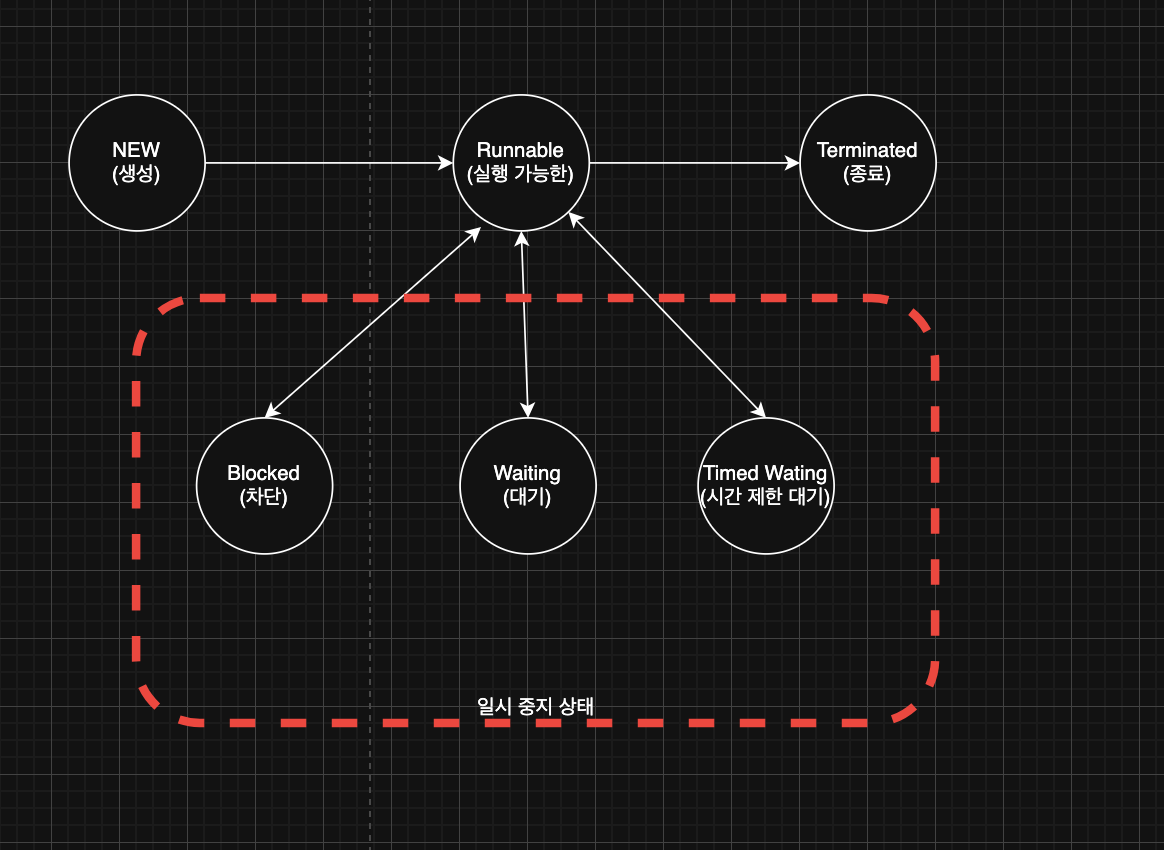 NEW
(생성)
Runnable
(실행 가능한)
Terminated
(종료)
Blocked
(차단)
Waiting
(대기)
Timed Wating
(시간 제한 대기)
일시 중지 상태